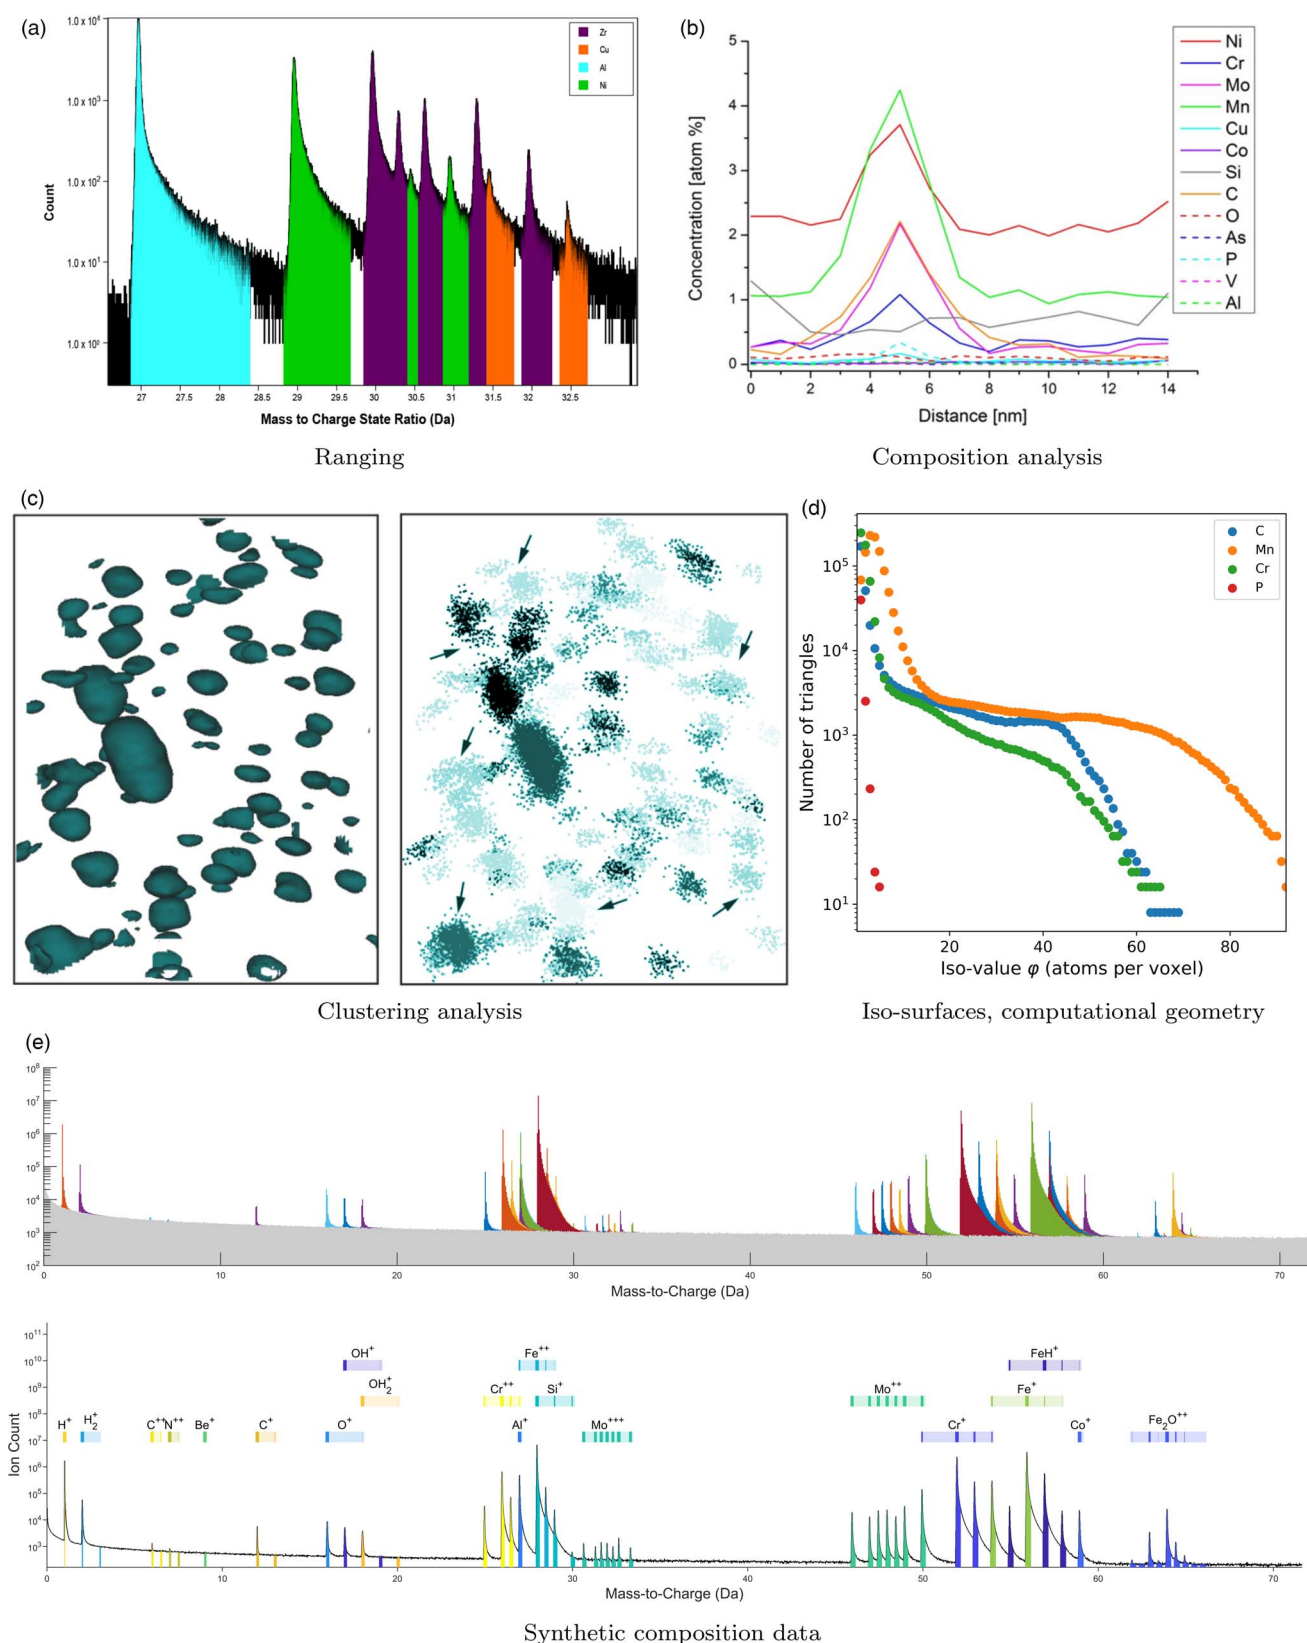 (a)
1.0 x 10⁴
1.0 x 10³
1.0 x 10²
1.0 x 10¹
1.0 x 10⁰
Count
Zr
Cu
Al
Ni
27 27.5 28 28.5 29 29.5 30 30.5 31 31.5 32 32.5
Mass to Charge State Ratio (Da)
Ranging
(b)
5
4
3
2
1
0
Concentration [atom %]
0 2 4 6 8 10 12 14
Distance [nm]
Ni
Cr
Mo
Mn
Cu
Co
Si
C
O
As
P
V
Al
Composition analysis
(c)
Clustering analysis
(d)
10⁵
10⁴
10³
10²
10¹
Number of triangles
C
Mn
Cr
P
20 40 60 80
Iso-value φ (atoms per voxel)
Iso-surfaces, computational geometry
(e)
10⁸
10⁷
10⁶
10⁵
10⁴
10³
10²
0 10 20 30 40 50 60 70
Mass-to-Charge (Da)
10¹¹
10¹⁰
10⁹
10⁸
10⁷
10⁶
10⁵
10⁴
10³
Ion Count
OH⁺ Fe⁺⁺ FeH⁺
OH₂⁺ Cr⁺⁺ Si⁺ Mo⁺⁺ Fe⁺
H⁺ H₂⁺ C⁺⁺ N⁺⁺ Be⁺ C⁺ O⁺ Al⁺ Mo⁺⁺⁺ Cr⁺ Co⁺ Fe₂O⁺⁺
0 10 20 30 40 50 60 70
Mass-to-Charge (Da)
Synthetic composition data